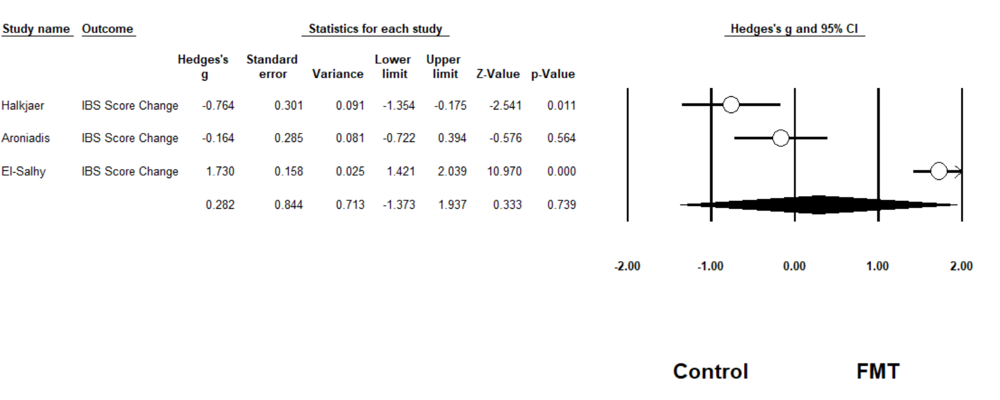 Study name Outcome Statistics for each study Hedges's g and 95% CI
Hedges's Standard Lower Upper
g error Variance limit limit Z-Value p-Value
Halkjaer IBS Score Change -0.764 0.301 0.091 -1.354 -0.175 -2.541 0.011
Aroniadis IBS Score Change -0.164 0.285 0.081 -0.722 0.394 -0.576 0.564
El-Salhy IBS Score Change 1.730 0.158 0.025 1.421 2.039 10.970 0.000
0.282 0.844 0.713 -1.373 1.937 0.333 0.739
-2.00 -1.00 0.00 1.00 2.00
Control FMT